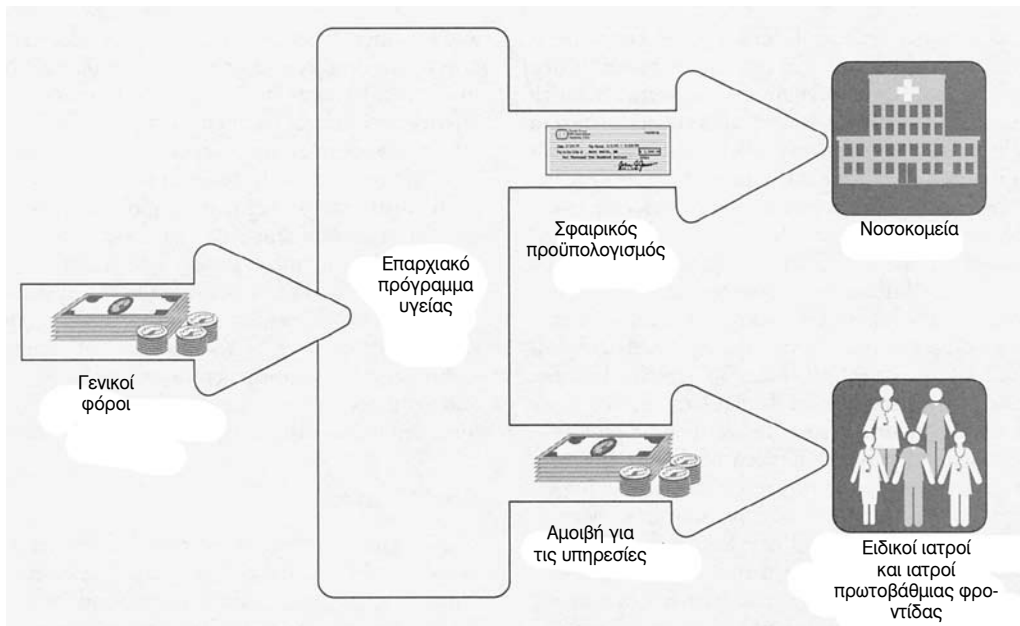 Σφαιρικός
προϋπολογισμός
Νοσοκομεία
Επαρχιακό
πρόγραμμα
υγείας
Γενικοί
φόροι
Αμοιβή για
τις υπηρεσίες
Ειδικοί ιατροί
και ιατροί
πρωτοβάθμιας φρο-
ντίδας